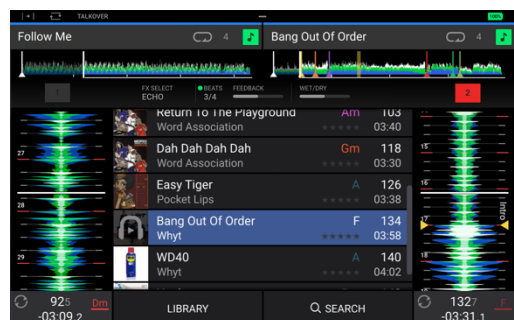 TALKOVER
100%
Follow Me
4
Bang Out Of Order
4
1
FX SELECT
ECHO
BEATS
3/4
FEEDBACK
WET/DRY
2
Return To The Playground
Am
103
Word Association
03:40
Dah Dah Dah Dah
Gm
118
Word Association
03:30
Easy Tiger
A
126
Pocket Lips
03:38
Bang Out Of Order
F
134
Whyt
03:58
WD40
A
140
Whyt
04:02
27
28
29
15
16
17
18
Intro
925
Dm
-03:09.2
LIBRARY
SEARCH
1327
F
-03:31.1